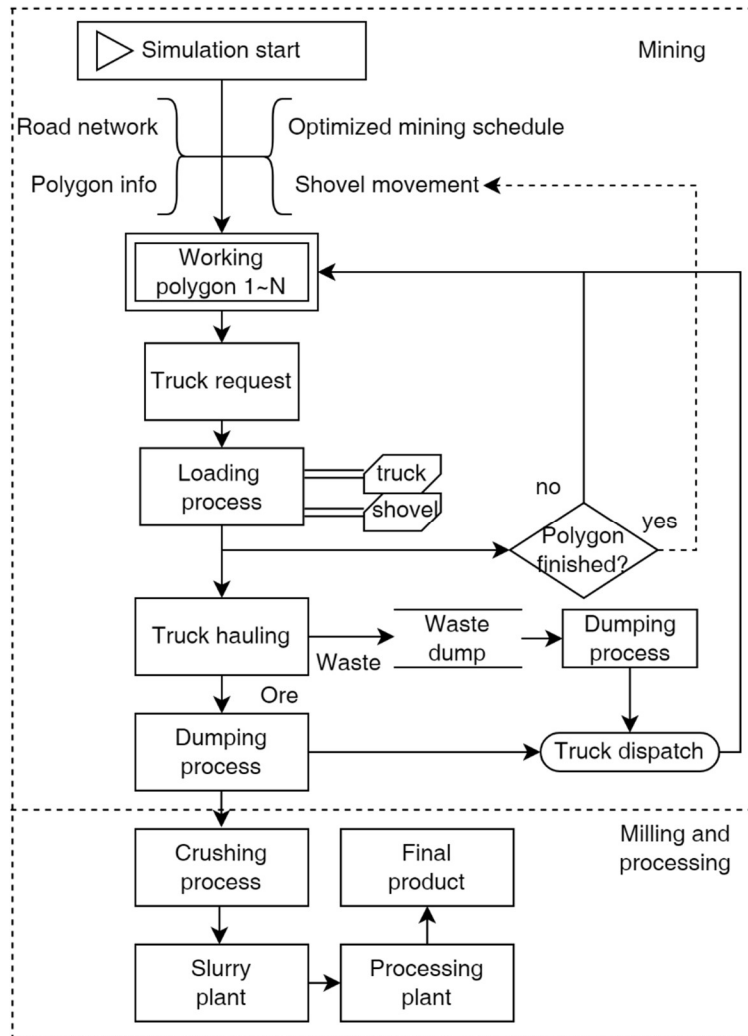 Simulation start
Mining
Road network
Optimized mining schedule
Polygon info
Shovel movement
Working
polygon 1~N
Truck request
Loading
process
truck
shovel
no
yes
Polygon
finished?
Truck hauling
Waste
Waste
dump
Dumping
process
Ore
Dumping
process
Truck dispatch
Milling and
processing
Crushing
process
Final
product
Slurry
plant
Processing
plant